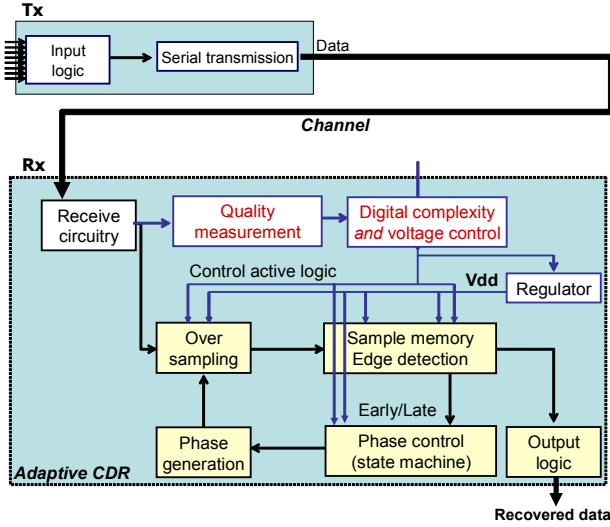 Tx
Input
logic
Serial transmission
Data
Channel
Rx
Receive
circuitry
Quality
measurement
Digital complexity
and voltage control
Control active logic
Vdd
Regulator
Over
sampling
Sample memory
Edge detection
Early/Late
Phase
generation
Phase control
(state machine)
Output
logic
Adaptive CDR
Recovered data